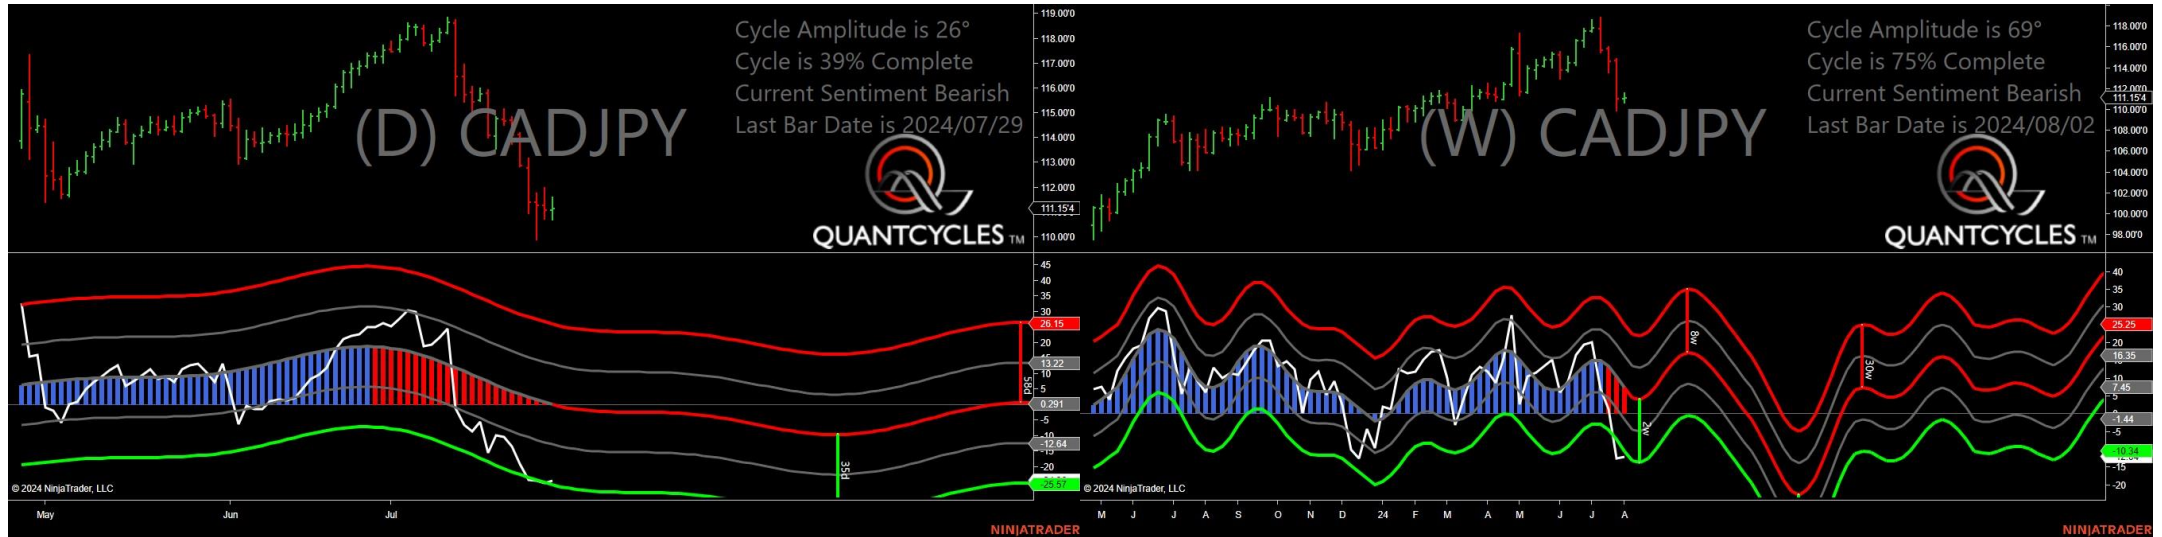 Cycle Amplitude is 26°
Cycle is 39% Complete
Current Sentiment Bearish
Last Bar Date is 2024/07/29
(D) CADJPY
QUANTCYCLES TM
119.00'0
118.00'0
117.00'0
116.00'0
115.00'0
114.00'0
113.00'0
112.00'0
111.15'4
110.00'0
45
40
35
30
26.15
20
13.22
10
5
0.291
-5
-10
-12.64
-15
-20
-25.57
58d
35d
© 2024 NinjaTrader, LLC
May Jun Jul
NINJATRADER
Cycle Amplitude is 69°
Cycle is 75% Complete
Current Sentiment Bearish
Last Bar Date is 2024/08/02
(W) CADJPY
QUANTCYCLES TM
118.00'0
116.00'0
114.00'0
111.15'4
110.00'0
108.00'0
106.00'0
104.00'0
102.00'0
100.00'0
98.00'0
40
35
30
25.25
20
16.35
10
7.45
5
-1.44
-5
-10.34
-15
-20
8w
30w
2w
© 2024 NinjaTrader, LLC
M J J A S O N D 24 F M A M J J A
NINJATRADER